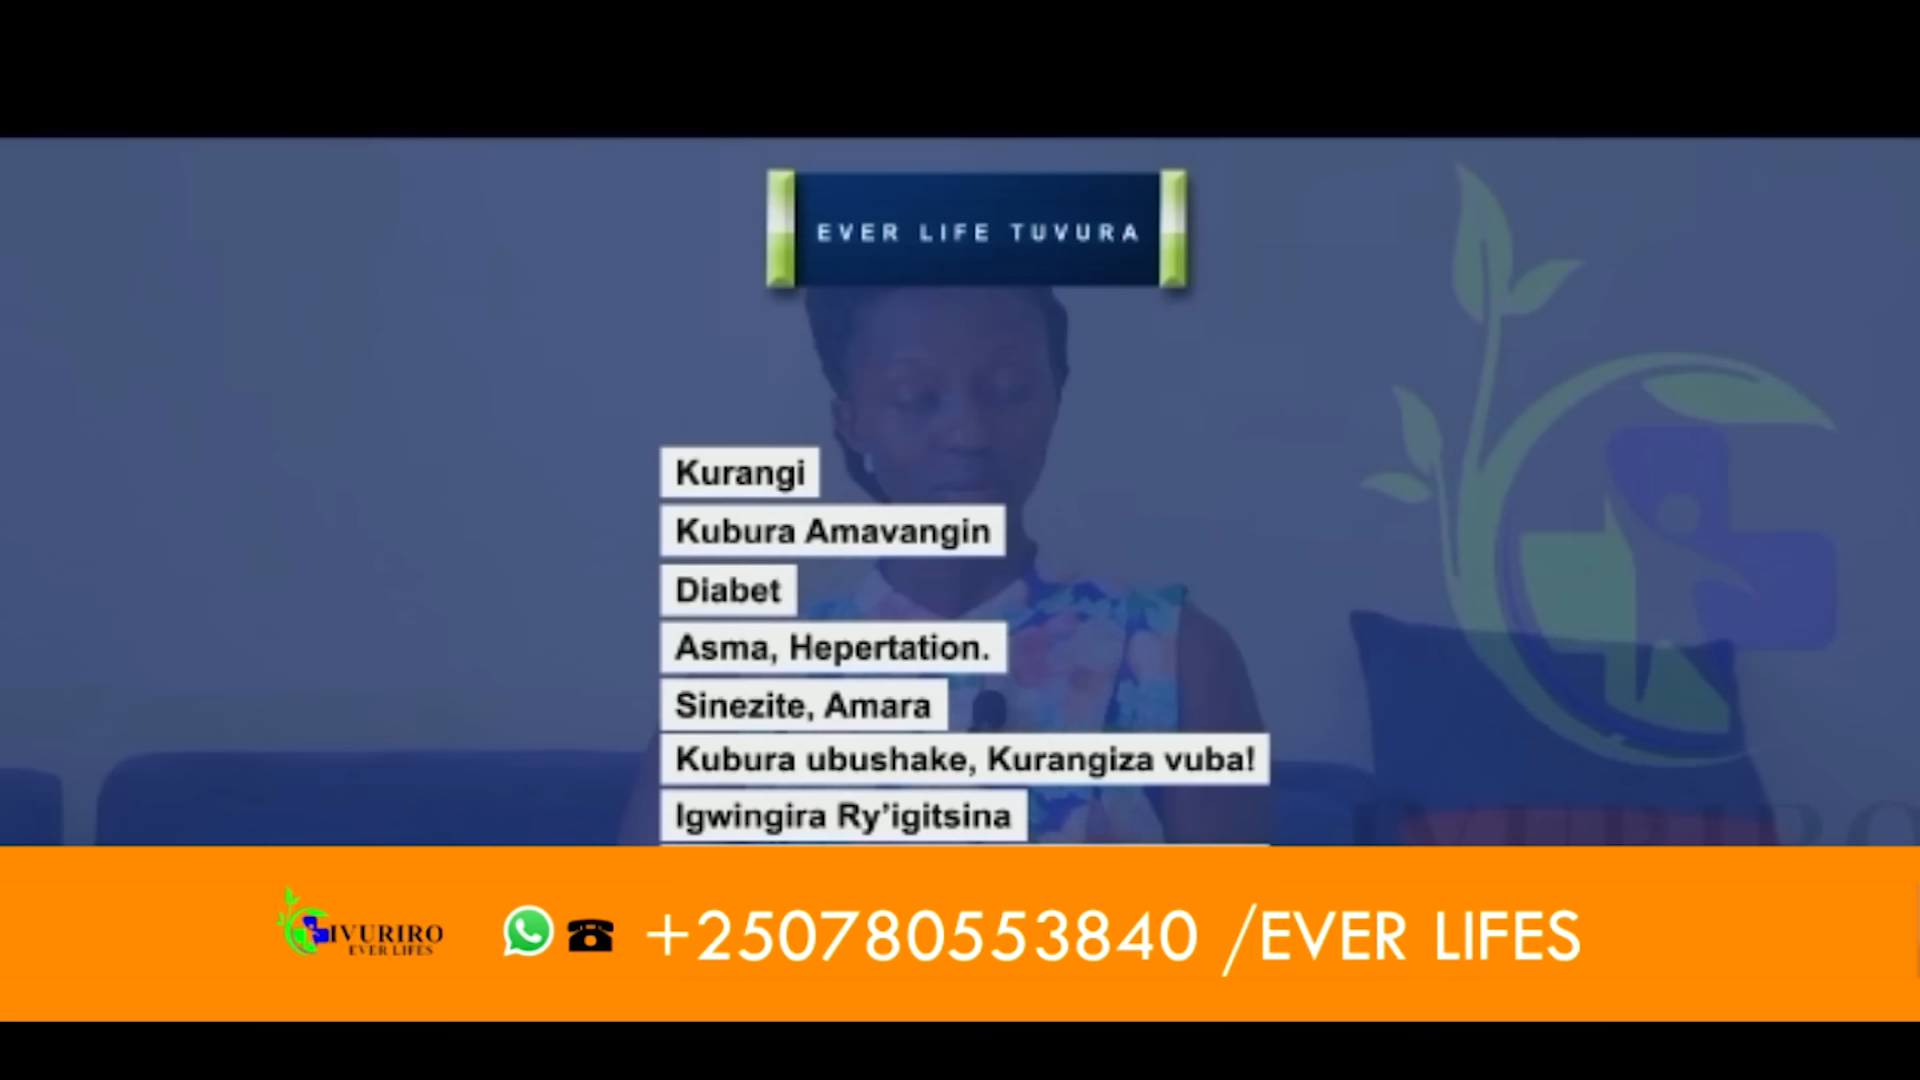 EVER LIFE TUVURA
Kurangi
Kubura Amavangin
Diabet
Asma, Hepertation.
Sinezite, Amara
Kubura ubushake, Kurangiza vuba!
Igwingira Ry'igitsina
IVURIRO
IVURIRO
EVER LIFES
+250780553840 /EVER LIFES